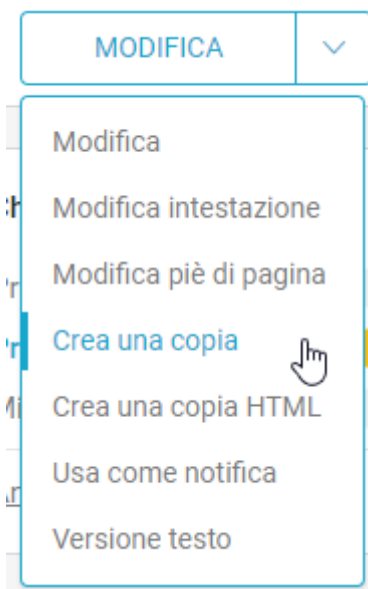 MODIFICA
Modifica
Modifica intestazione
Modifica piè di pagina
Crea una copia
Crea una copia HTML
Usa come notifica
Versione testo